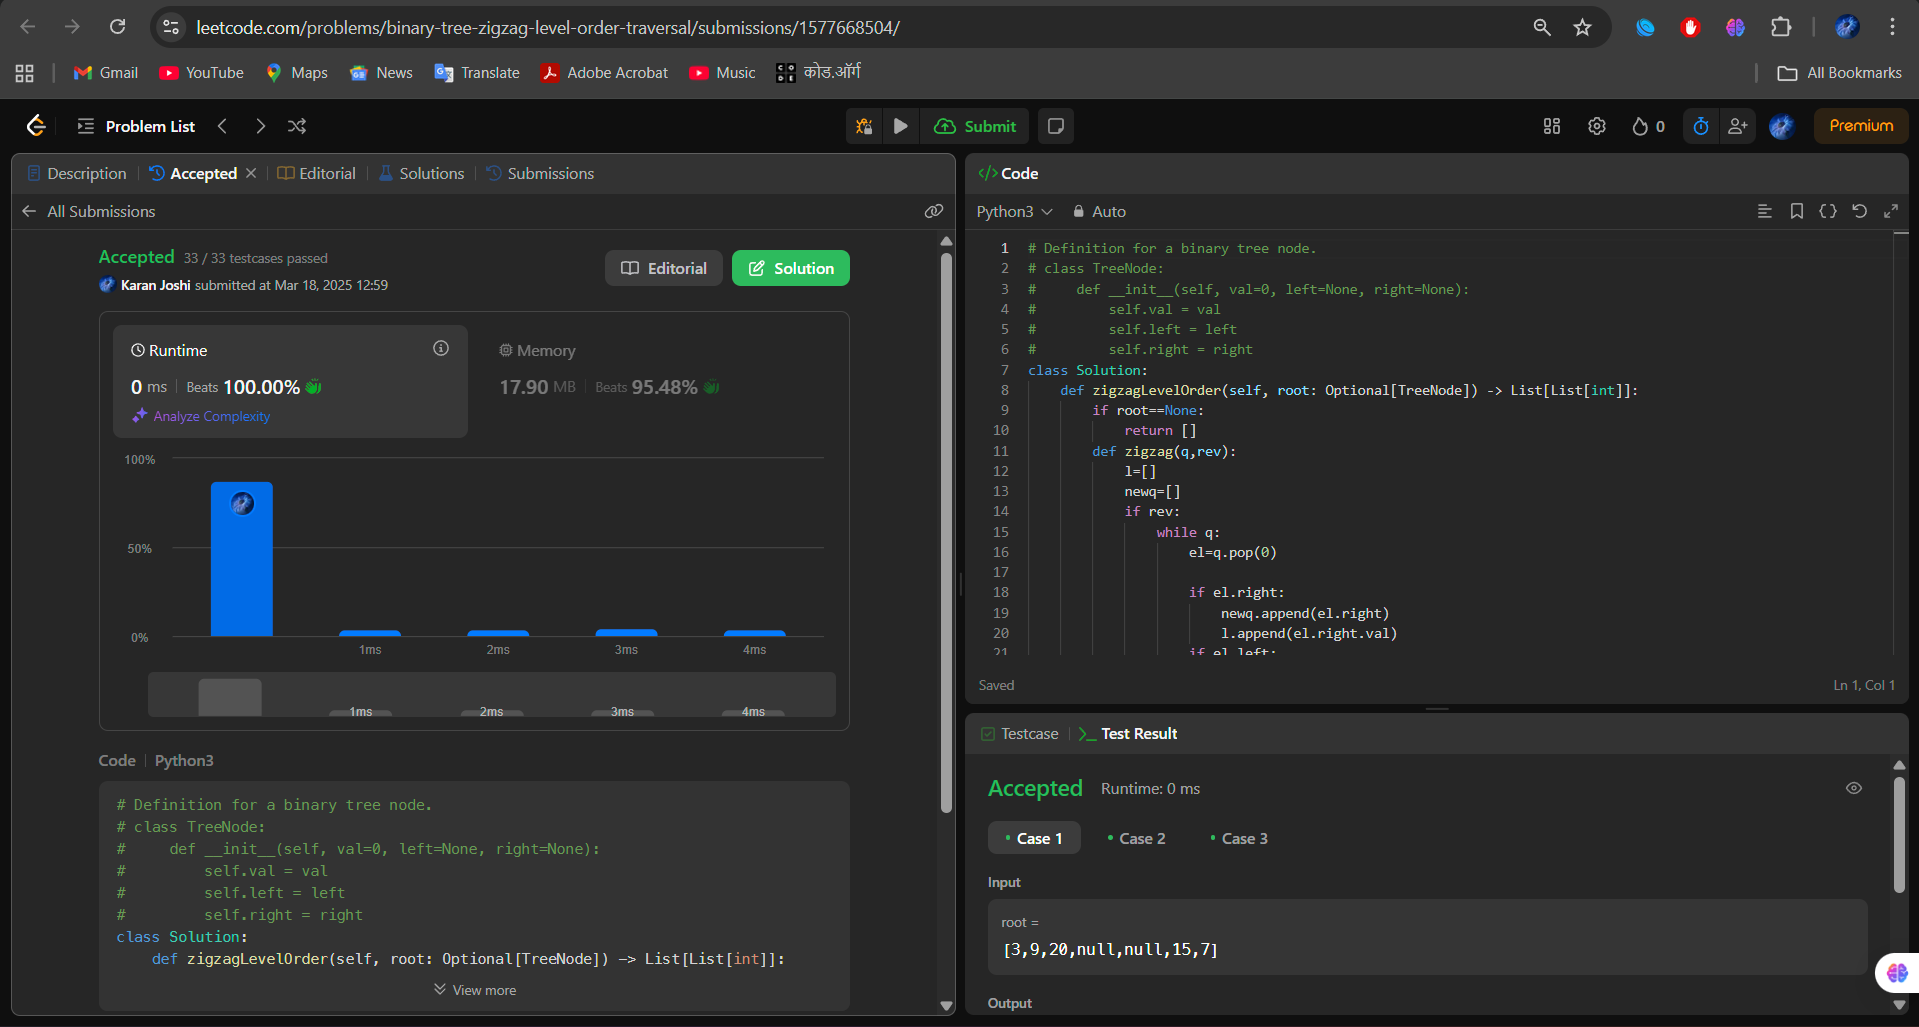 leetcode.com/problems/binary-tree-zigzag-level-order-traversal/submissions/1577668504/
Gmail YouTube Maps News Translate Adobe Acrobat Music कोड.ऑर्ग All Bookmarks
Problem List Submit 0 Premium
Description Accepted Editorial Solutions Submissions
All Submissions
Accepted 33 / 33 testcases passed
Karan Joshi submitted at Mar 18, 2025 12:59
Editorial Solution
Runtime
0 ms Beats 100.00%
Analyze Complexity
Memory
17.90 MB Beats 95.48%
100%
50%
0%
1ms 2ms 3ms 4ms
1ms 2ms 3ms 4ms
Code Python3
# Definition for a binary tree node.
# class TreeNode:
#     def __init__(self, val=0, left=None, right=None):
#         self.val = val
#         self.left = left
#         self.right = right
class Solution:
    def zigzagLevelOrder(self, root: Optional[TreeNode]) -> List[List[int]]:
View more
</> Code
Python3 Auto
1 # Definition for a binary tree node.
2 # class TreeNode:
3 #     def __init__(self, val=0, left=None, right=None):
4 #         self.val = val
5 #         self.left = left
6 #         self.right = right
7 class Solution:
8     def zigzagLevelOrder(self, root: Optional[TreeNode]) -> List[List[int]]:
9         if root==None:
10             return []
11         def zigzag(q,rev):
12             l=[]
13             newq=[]
14             if rev:
15                 while q:
16                     el=q.pop(0)
17
18                     if el.right:
19                         newq.append(el.right)
20                         l.append(el.right.val)
21                     if el.left:
Saved Ln 1, Col 1
Testcase Test Result
Accepted Runtime: 0 ms
Case 1 Case 2 Case 3
Input
root =
[3,9,20,null,null,15,7]
Output